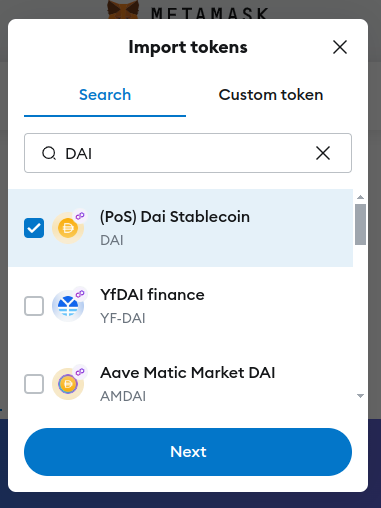 METAMASK
Import tokens
Search
Custom token
DAI
(PoS) Dai Stablecoin
DAI
YfDAI finance
YF-DAI
Aave Matic Market DAI
AMDAI
Next